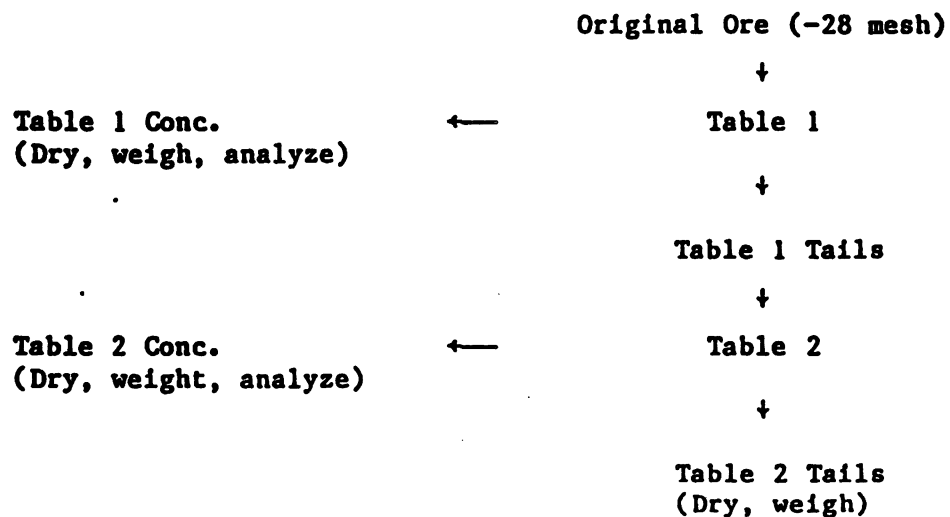 Original Ore (-28 mesh)
Table 1 Conc.
(Dry, weigh, analyze)
Table 1
Table 1 Tails
Table 2 Conc.
(Dry, weight, analyze)
Table 2
Table 2 Tails
(Dry, weigh)